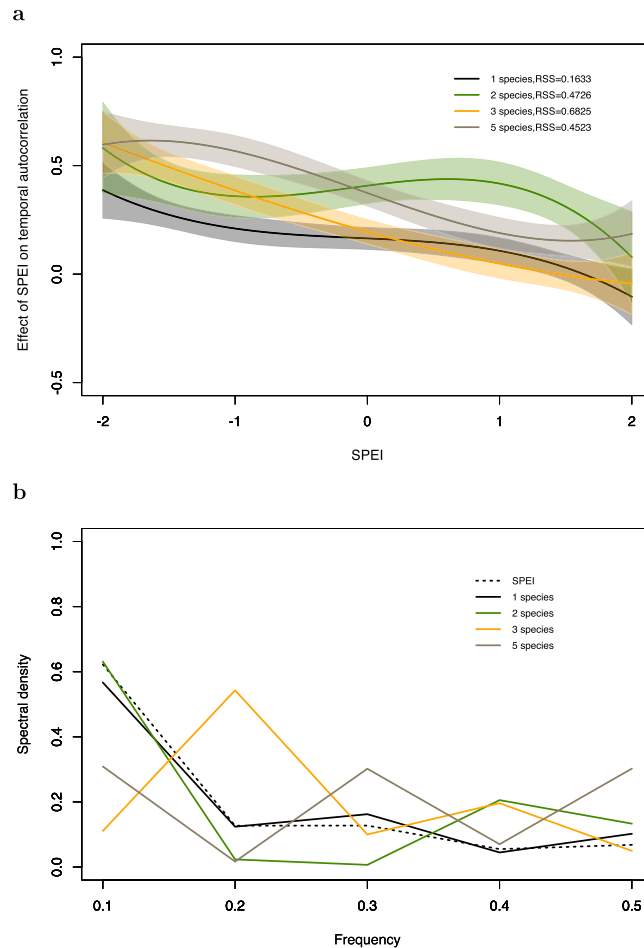 a
Effect of SPEI on temporal autocorrelation
1.0
0.5
0.0
-0.5
1 species,RSS=0.1633
2 species,RSS=0.4726
3 species,RSS=0.6825
5 species,RSS=0.4523
-2 -1 0 1 2
SPEI
b
Spectral density
1.0
0.8
0.6
0.4
0.2
0.0
SPEI
1 species
2 species
3 species
5 species
0.1 0.2 0.3 0.4 0.5
Frequency